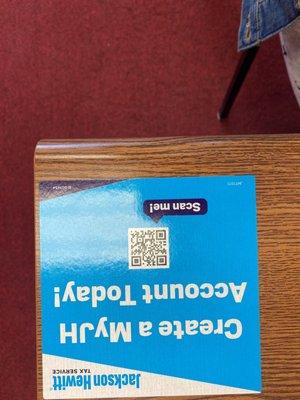 Jackson Hewitt
TAX SERVICE
Create a MyJH
Account Today!
Scan me!